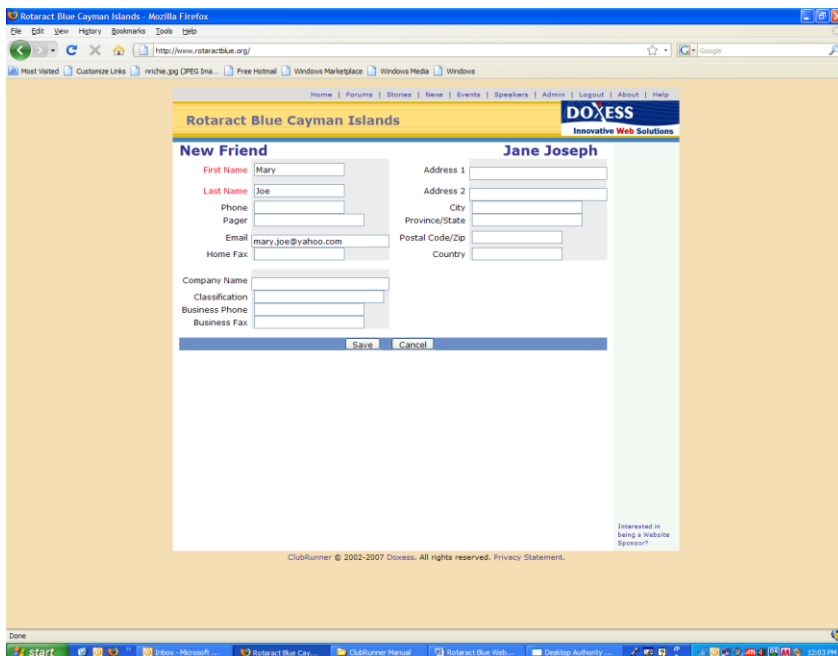 Rotaract Blue Cayman Islands - Mozilla Firefox
File Edit View History Bookmarks Tools Help
http://www.rotaractblue.org/
Google
Most Visited Customize Links nrichie.jpg (JPEG Ima... Free Hotmail Windows Marketplace Windows Media Windows
Home | Forums | Stories | News | Events | Speakers | Admin | Logout | About | Help
Rotaract Blue Cayman Islands
DOXESS
Innovative Web Solutions
New Friend Jane Joseph
First Name Mary Address 1
Last Name Joe Address 2
Phone City
Pager Province/State
Email mary.joe@yahoo.com Postal Code/Zip
Home Fax Country
Company Name
Classification
Business Phone
Business Fax
Save Cancel
Interested in
being a Website
Sponsor?
ClubRunner © 2002-2007 Doxess. All rights reserved. Privacy Statement.
Done
start Inbox - Microsoft ... Rotaract Blue Cay... ClubRunner Manual Rotaract Blue Web... Desktop Authority ... 12:03 PM